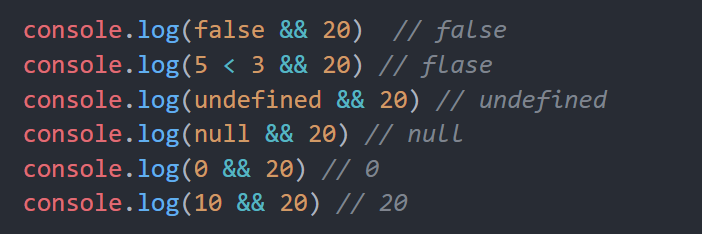 console.log(false && 20)  // false
console.log(5 < 3 && 20) // flase
console.log(undefined && 20) // undefined
console.log(null && 20) // null
console.log(0 && 20) // 0
console.log(10 && 20) // 20